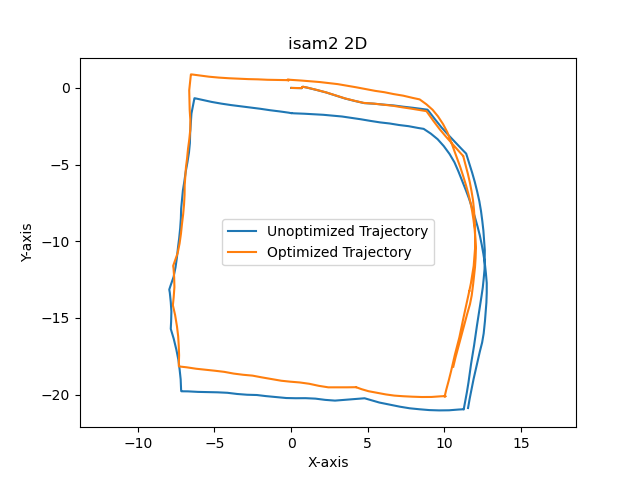 isam2 2D
0
−5
−10
−15
−20
Y-axis
Unoptimized Trajectory
Optimized Trajectory
−10
−5
0
5
10
15
X-axis